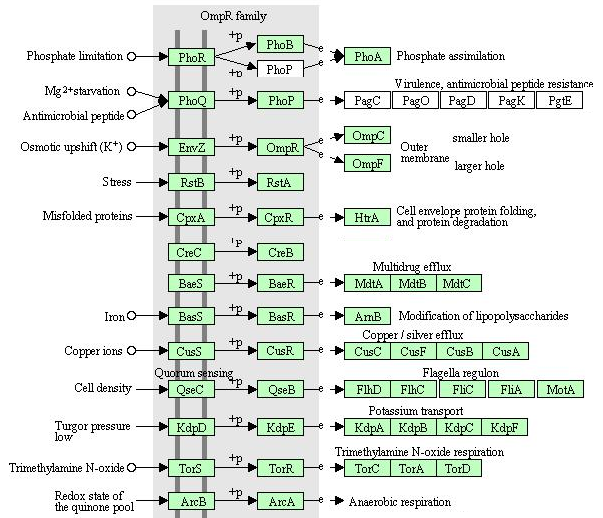 OmpR family
Phosphate limitation PhoR +p PhoB e PhoA Phosphate assimilation
+p PhoP e
Mg2+starvation Virulence, antimicrobial peptide resistance
PhoQ +p PhoP e PagC PagO PagD PagK PgtE
Antimicrobial peptide
Osmotic upshift (K+) EnvZ +p OmpR e OmpC Outer membrane smaller hole
e OmpF larger hole
Stress RstB +p RstA
Misfolded proteins CpxA +p CpxR e HtrA Cell envelope protein folding,
and protein degradation
CreC +p CreB
Multidrug efflux
BaeS +p BaeR e MdtA MdtB MdtC
Iron BasS +p BasR e ArnB Modification of lipopolysaccharides
Copper / silver efflux
Copper ions CusS +p CusR e CusC CusF CusB CusA
Quorum sensing Flagella regulon
Cell density QseC +p QseB e FlhD FlhC FliC FliA MotA
Potassium transport
Turgor pressure
low KdpD +p KdpE e KdpA KdpB KdpC KdpF
Trimethylamine N-oxide respiration
Trimethylamine N-oxide TorS +p TorR e TorC TorA TorD
Redox state of
the quinone pool ArcB +p ArcA e Anaerobic respiration